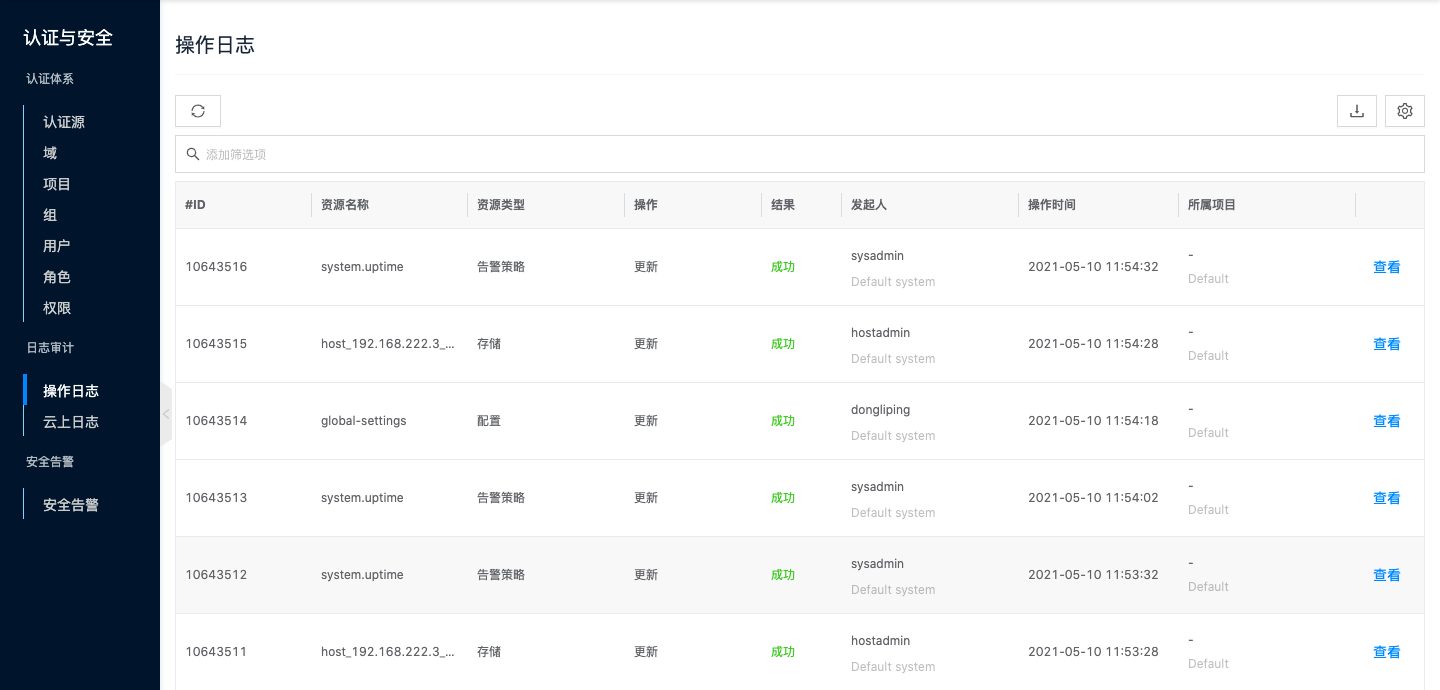 认证与安全
认证体系
认证源
域
项目
组
用户
角色
权限
日志审计
操作日志
云上日志
安全告警
安全告警
操作日志
添加筛选项
#ID 资源名称 资源类型 操作 结果 发起人 操作时间 所属项目
10643516 system.uptime 告警策略 更新 成功 sysadmin 2021-05-10 11:54:32 - 查看
Default system Default
10643515 host_192.168.222.3_... 存储 更新 成功 hostadmin 2021-05-10 11:54:28 - 查看
Default system Default
10643514 global-settings 配置 更新 成功 dongliping 2021-05-10 11:54:18 - 查看
Default system Default
10643513 system.uptime 告警策略 更新 成功 sysadmin 2021-05-10 11:54:02 - 查看
Default system Default
10643512 system.uptime 告警策略 更新 成功 sysadmin 2021-05-10 11:53:32 - 查看
Default system Default
10643511 host_192.168.222.3_... 存储 更新 成功 hostadmin 2021-05-10 11:53:28 - 查看
Default system Default